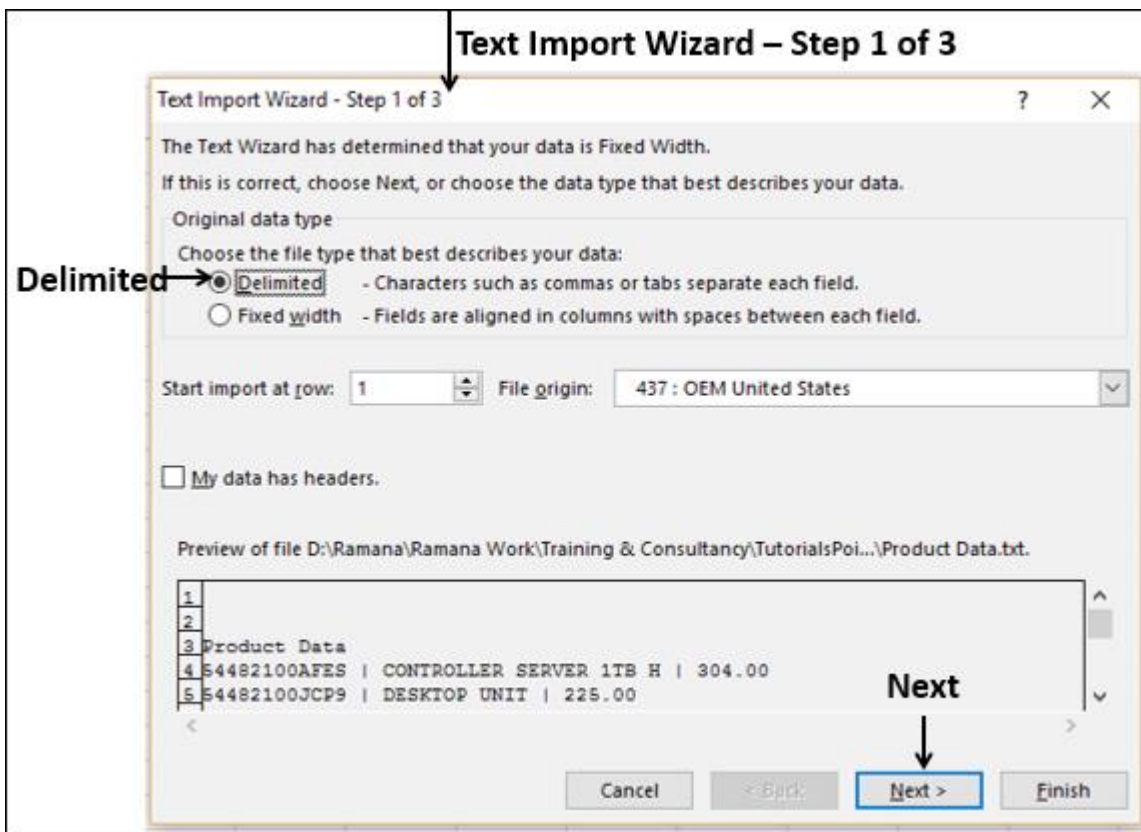 Text Import Wizard – Step 1 of 3
Text Import Wizard - Step 1 of 3 ?
The Text Wizard has determined that your data is Fixed Width.
If this is correct, choose Next, or choose the data type that best describes your data.
Original data type
Choose the file type that best describes your data:
Delimited Delimited - Characters such as commas or tabs separate each field.
Fixed width - Fields are aligned in columns with spaces between each field.
Start import at row: 1 File origin: 437 : OEM United States
My data has headers.
Preview of file D:\Ramana\Ramana Work\Training & Consultancy\TutorialsPoi...\Product Data.txt.
1
2
3 Product Data
4 54482100AFES | CONTROLLER SERVER 1TB H | 304.00
5 54482100JCP9 | DESKTOP UNIT | 225.00
Next
Cancel < Back Next > Finish